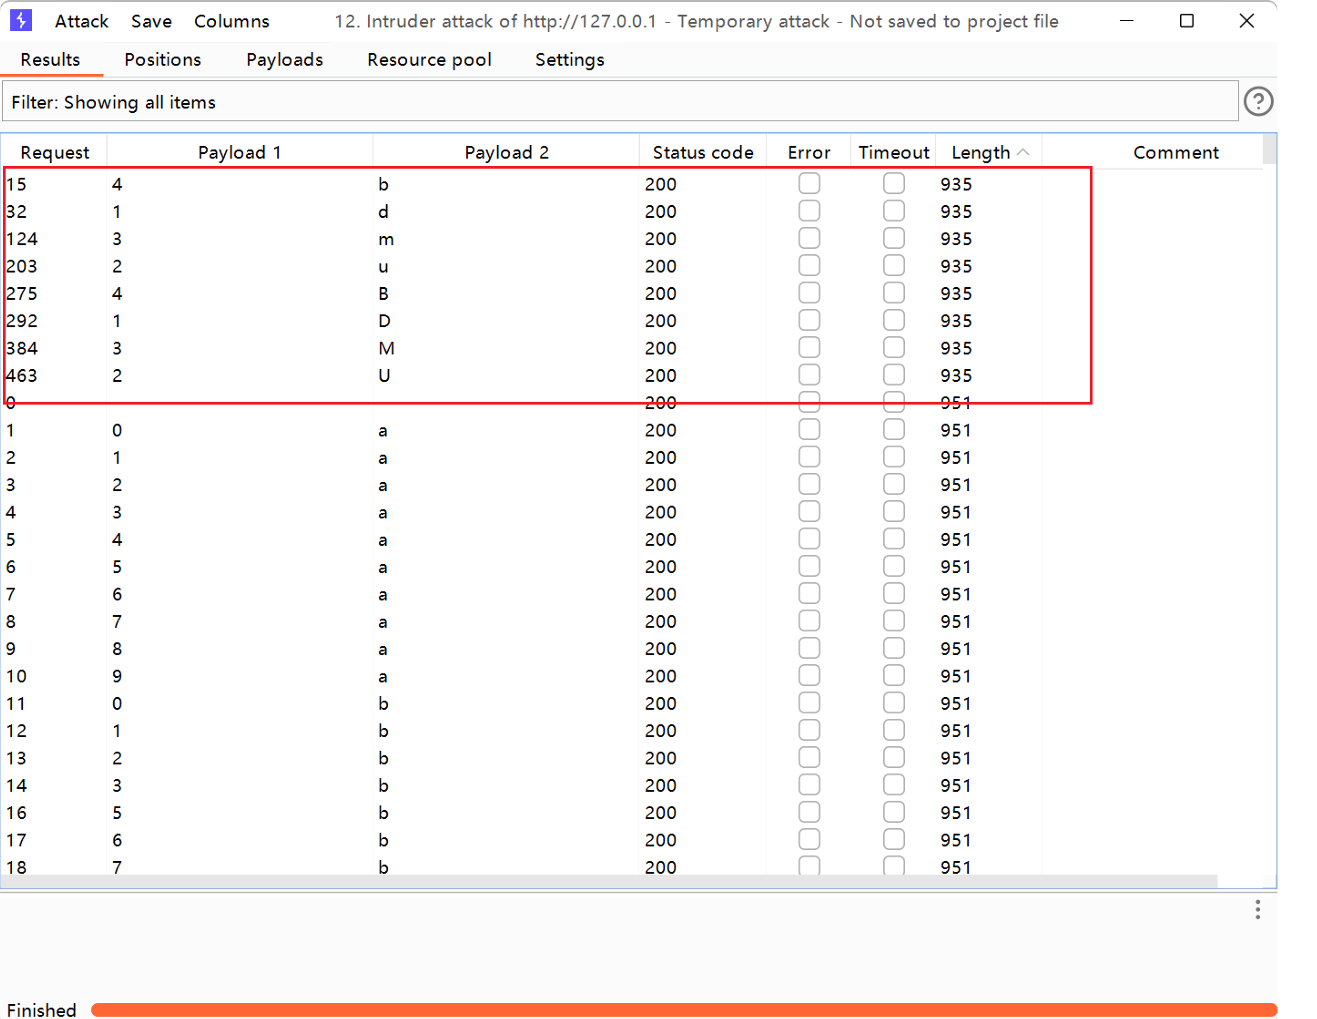 Attack Save Columns 12. Intruder attack of http://127.0.0.1 - Temporary attack - Not saved to project file
Results Positions Payloads Resource pool Settings
Filter: Showing all items
Request Payload 1 Payload 2 Status code Error Timeout Length Comment
15 4 b 200 935
32 1 d 200 935
124 3 m 200 935
203 2 u 200 935
275 4 B 200 935
292 1 D 200 935
384 3 M 200 935
463 2 U 200 935
0 200 951
1 0 a 200 951
2 1 a 200 951
3 2 a 200 951
4 3 a 200 951
5 4 a 200 951
6 5 a 200 951
7 6 a 200 951
8 7 a 200 951
9 8 a 200 951
10 9 a 200 951
11 0 b 200 951
12 1 b 200 951
13 2 b 200 951
14 3 b 200 951
16 5 b 200 951
17 6 b 200 951
18 7 b 200 951
Finished